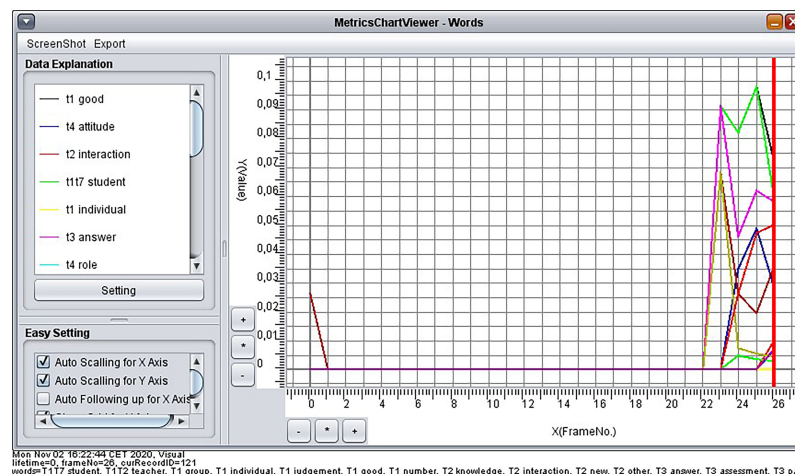 MetricsChartViewer - Words
ScreenShot Export
Data Explanation
t1 good
t4 attitude
t2 interaction
t1t7 student
t1 individual
t3 answer
t4 role
Setting
Easy Setting
Auto Scalling for X Axis
Auto Scalling for Y Axis
Auto Following up for X Axis
Y(Value)
0,1
0,09
0,08
0,07
0,06
0,05
0,04
0,03
0,02
0,01
0
+
*
-
0 2 4 6 8 10 12 14 16 18 20 22 24 26
- * +
X(FrameNo.)
Mon Nov 02 16:22:44 CET 2020, Visual
lifetime=0, frameNo=26, curRecordID=121
words=T1T7 student, T1T2 teacher, T1 group, T1 individual, T1 judgement, T1 good, T1 number, T2 knowledge, T2 interaction, T2 new, T2 other, T3 answer, T3 assessment, T3 p